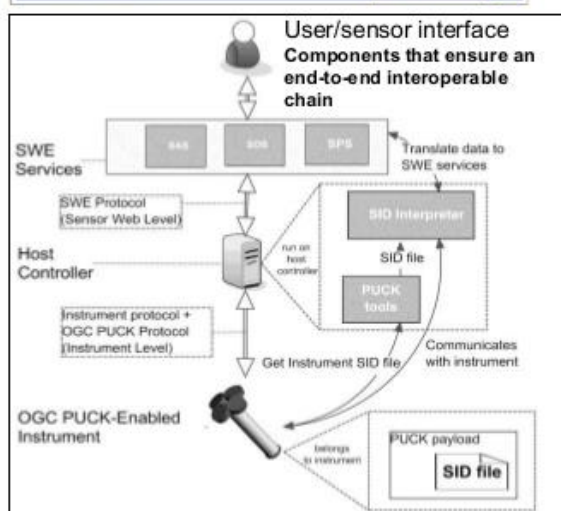 User/sensor interface
Components that ensure an
end-to-end interoperable
chain
SWE
Services
SAS
SOS
SPS
Translate data to
SWE services
SWE Protocol
(Sensor Web Level)
SID Interpreter
Host
Controller
run on
host
controller
SID file
PUCK
tools
Instrument protocol +
OGC PUCK Protocol
(Instrument Level)
Get Instrument SID file
Communicates
with instrument
OGC PUCK-Enabled
Instrument
belongs
to instrument
PUCK payload
SID file